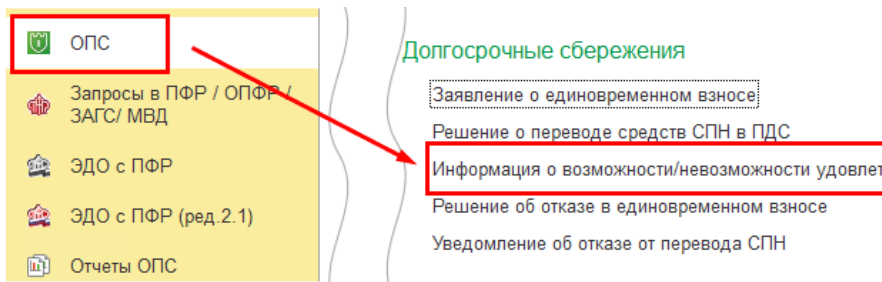 ОПС
Запросы в ПФР / ОПФР /
ЗАГС/ МВД
ЭДО с ПФР
ЭДО с ПФР (ред.2.1)
Отчеты ОПС
Долгосрочные сбережения
Заявление о единовременном взносе
Решение о переводе средств СПН в ПДС
Информация о возможности/невозможности удовлет
Решение об отказе в единовременном взносе
Уведомление об отказе от перевода СПН